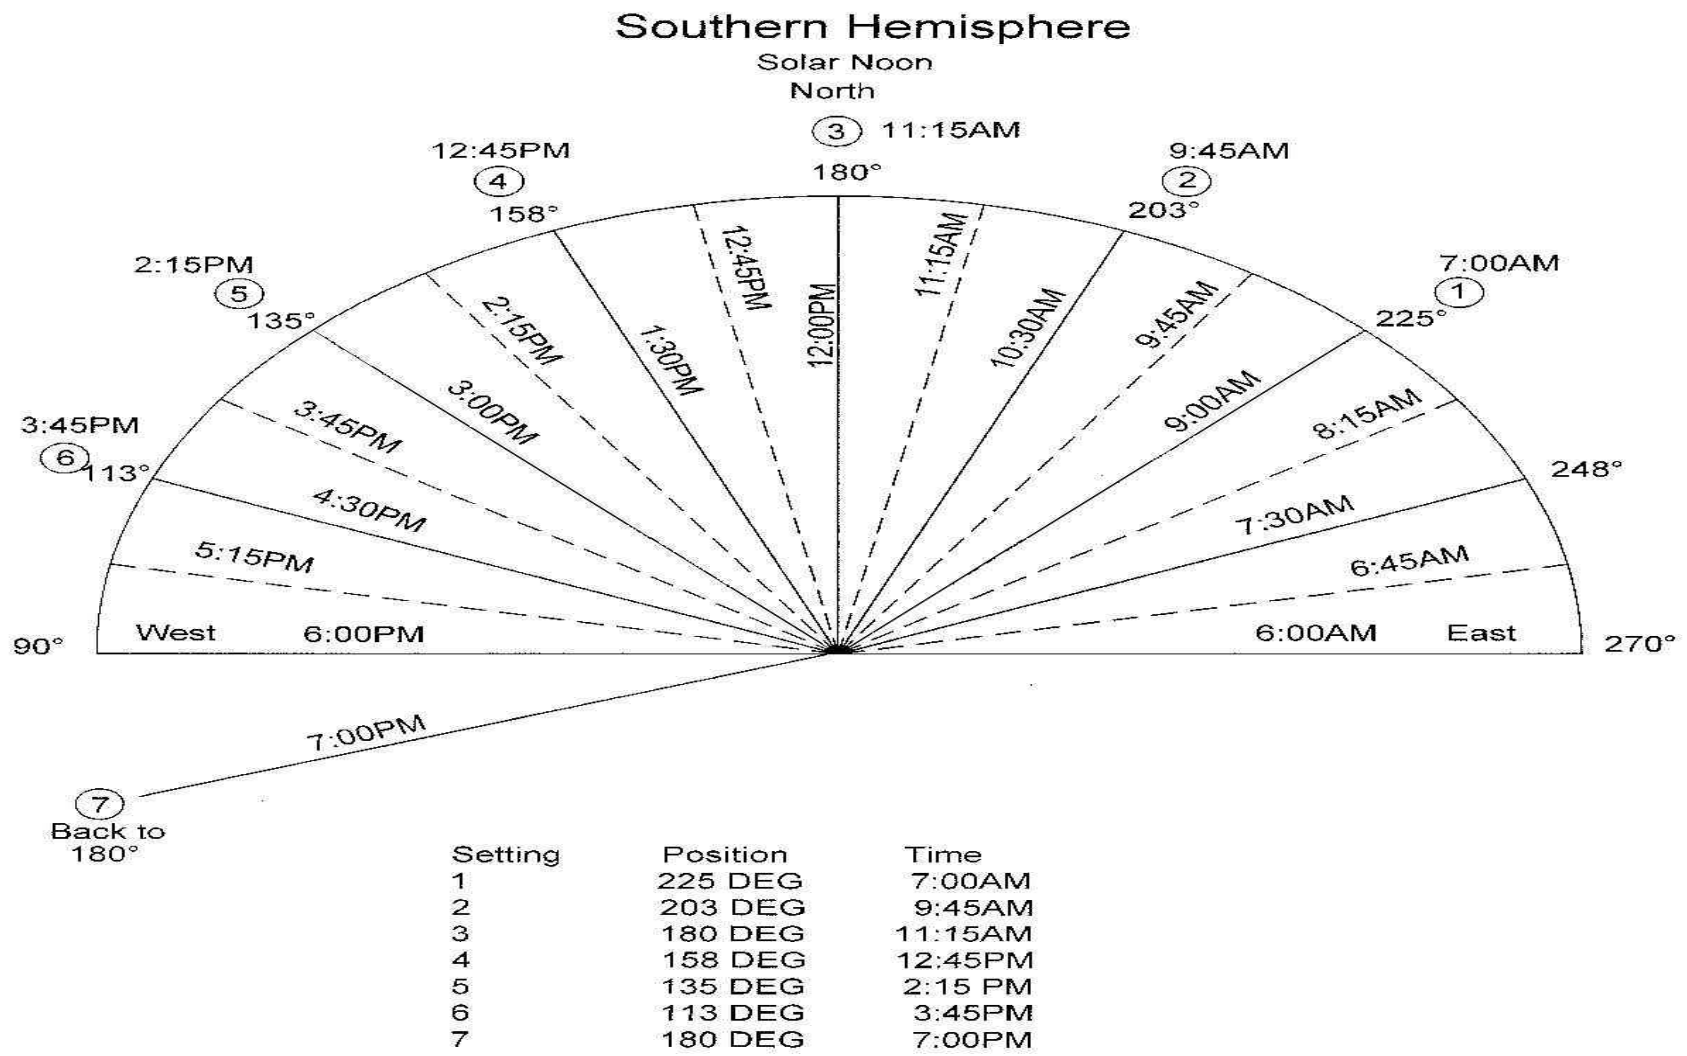 Southern Hemisphere
Solar Noon
North
3 11:15AM
180°
12:45PM
4
158°
9:45AM
2
203°
2:15PM
5
135°
7:00AM
1
225°
3:45PM
6
113°
248°
90°
270°
West
6:00PM
5:15PM
4:30PM
3:45PM
3:00PM
2:15PM
1:30PM
12:45PM
12:00PM
11:15AM
10:30AM
9:45AM
9:00AM
8:15AM
7:30AM
6:45AM
6:00AM
East
7:00PM
7
Back to
180°
Setting Position Time
1 225 DEG 7:00AM
2 203 DEG 9:45AM
3 180 DEG 11:15AM
4 158 DEG 12:45PM
5 135 DEG 2:15 PM
6 113 DEG 3:45PM
7 180 DEG 7:00PM